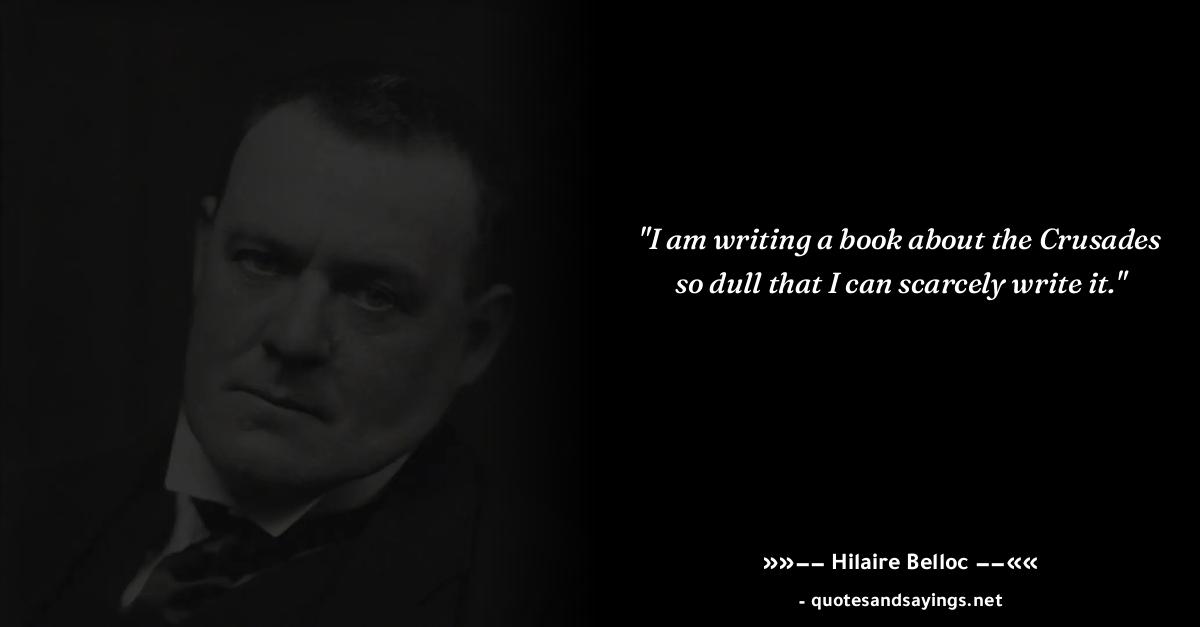 "I am writing a book about the Crusades
so dull that I can scarcely write it."
»»−− Hilaire Belloc −−««
- quotesandsayings.net